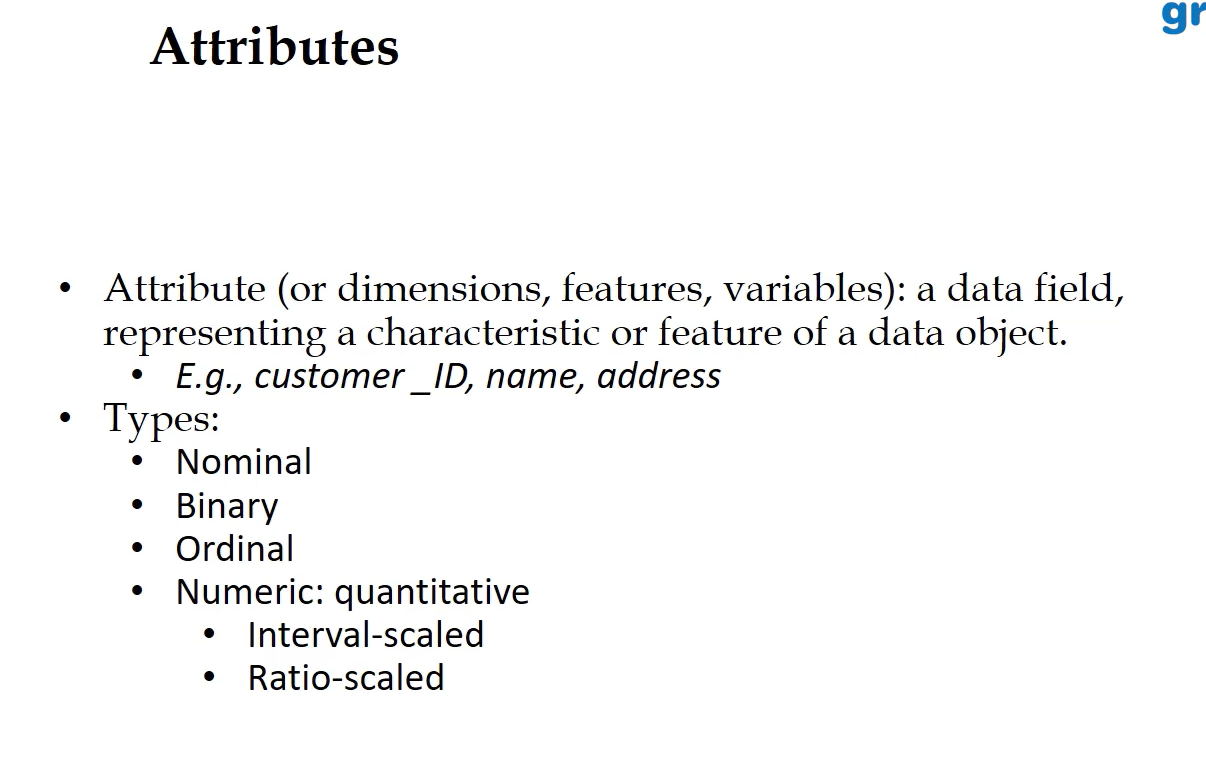 gr
Attributes
• Attribute (or dimensions, features, variables): a data field,
representing a characteristic or feature of a data object.
• E.g., customer _ID, name, address
• Types:
• Nominal
• Binary
• Ordinal
• Numeric: quantitative
• Interval-scaled
• Ratio-scaled